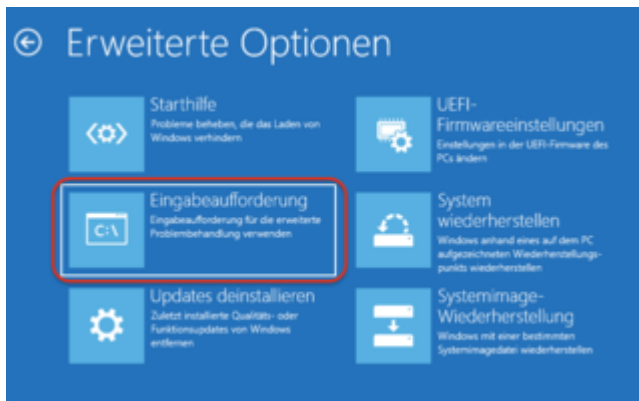 Erweiterte Optionen
Starthilfe
Probleme beheben, die das Laden von
Windows verhindern
Eingabeaufforderung
Eingabeaufforderung für die erweiterte
Problembehandlung verwenden
C:\
Updates deinstallieren
Zuletzt installierte Qualitäts- oder
Funktionsupdates von Windows
entfernen
UEFI-
Firmwareeinstellungen
Einstellungen in der UEFI-Firmware des
PCs ändern
System
wiederherstellen
Windows anhand eines auf dem PC
aufgezeichneten Wiederherstellungs-
punkts wiederherstellen
Systemimage-
Wiederherstellung
Windows mit einer bestimmten
Systemimagedatei wiederherstellen